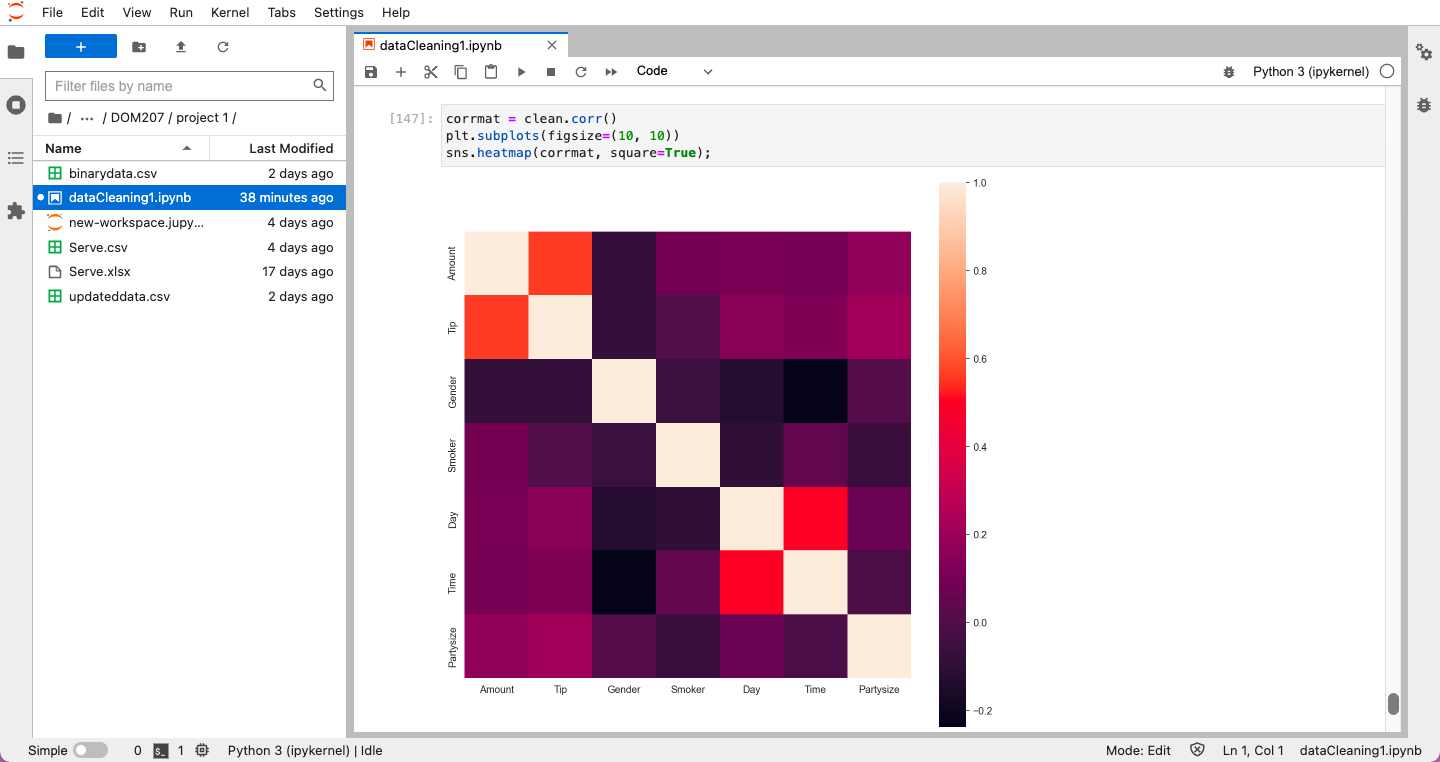 File Edit View Run Kernel Tabs Settings Help
+
Filter files by name
/ ··· / DOM207 / project 1 /
Name Last Modified
binarydata.csv 2 days ago
dataCleaning1.ipynb 38 minutes ago
new-workspace.jupy... 4 days ago
Serve.csv 4 days ago
Serve.xlsx 17 days ago
updateddata.csv 2 days ago
dataCleaning1.ipynb
Code
Python 3 (ipykernel)
[147]: corrmat = clean.corr()
plt.subplots(figsize=(10, 10))
sns.heatmap(corrmat, square=True);
Amount
Tip
Gender
Smoker
Day
Time
Partysize
Amount Tip Gender Smoker Day Time Partysize
1.0
0.8
0.6
0.4
0.2
0.0
−0.2
Simple 0 $_ 1 Python 3 (ipykernel) | Idle Mode: Edit Ln 1, Col 1 dataCleaning1.ipynb